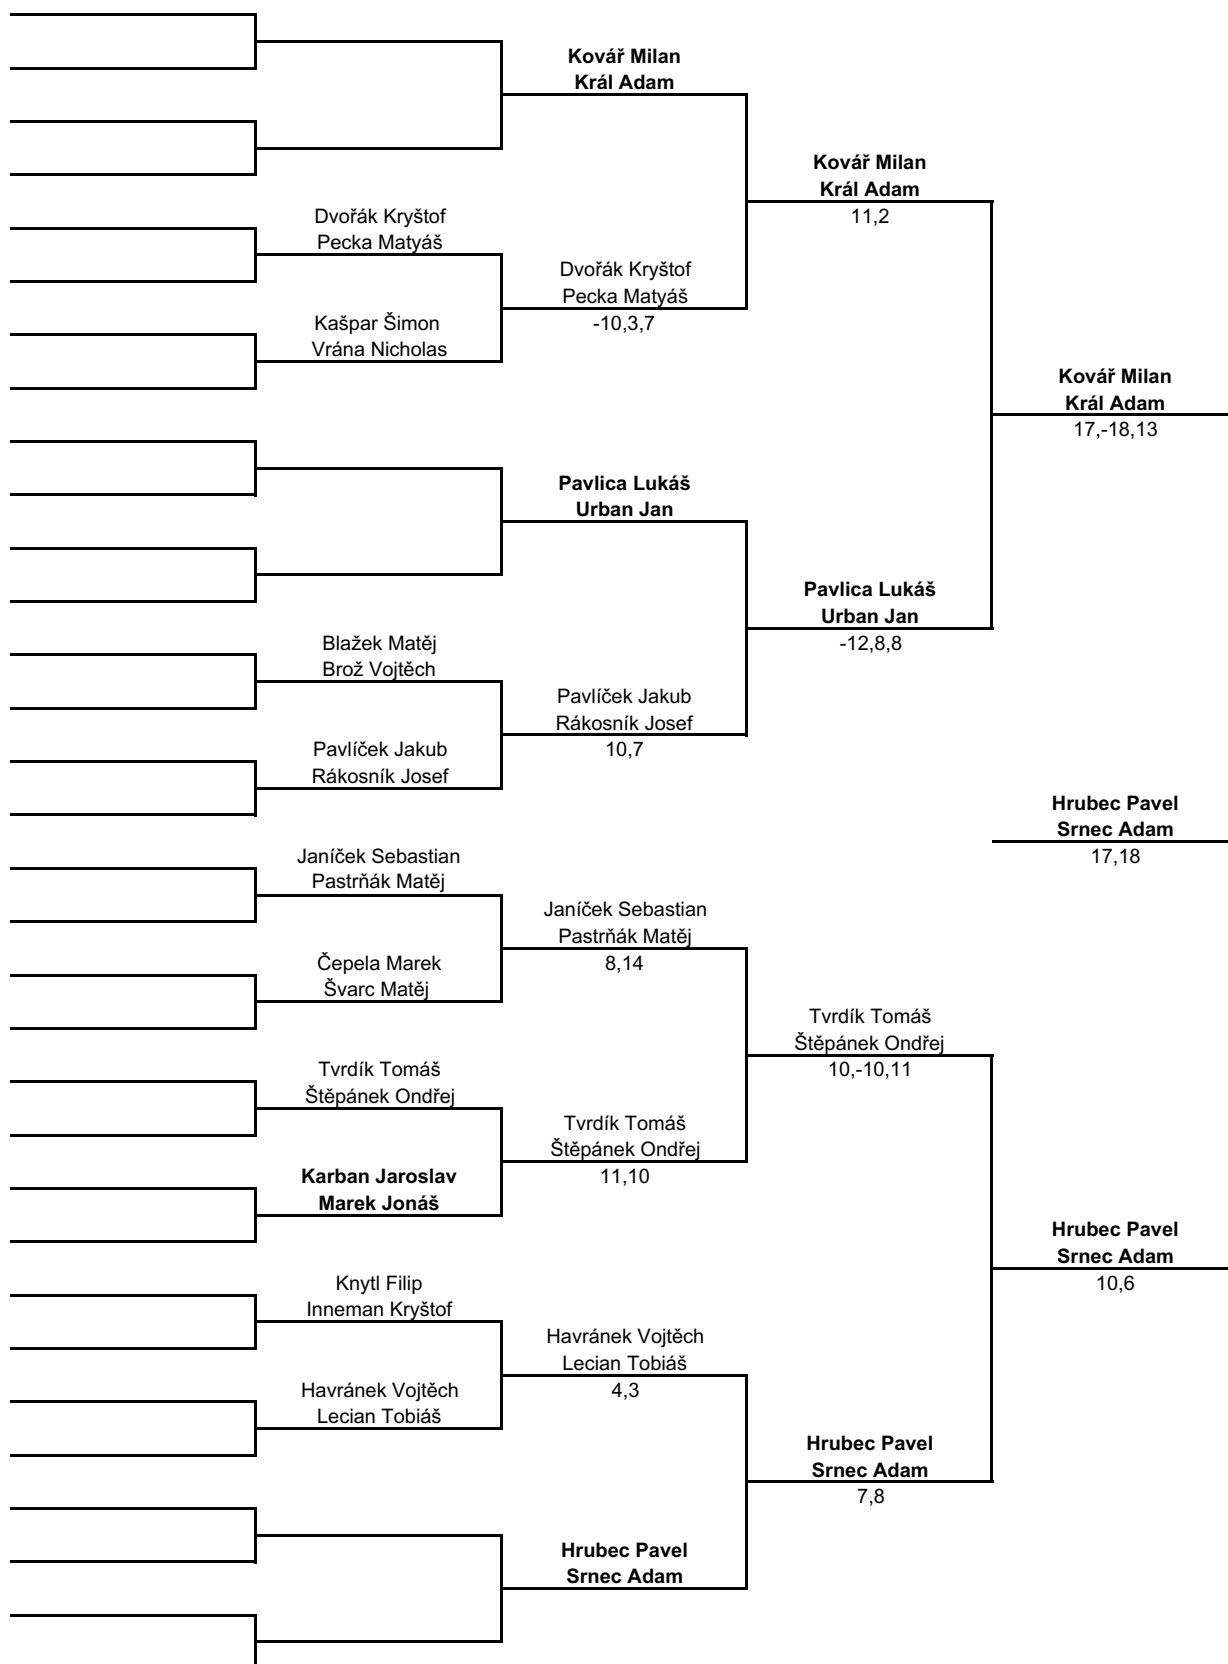 Kovář Milan
Král Adam
Kovář Milan
Král Adam
11,2
Dvořák Kryštof
Pecka Matyáš
Dvořák Kryštof
Pecka Matyáš
-10,3,7
Kašpar Šimon
Vrána Nicholas
Kovář Milan
Král Adam
17,-18,13
Pavlica Lukáš
Urban Jan
Pavlica Lukáš
Urban Jan
-12,8,8
Blažek Matěj
Brož Vojtěch
Pavlíček Jakub
Rákosník Josef
10,7
Pavlíček Jakub
Rákosník Josef
Hrubec Pavel
Srnec Adam
17,18
Janíček Sebastian
Pastrňák Matěj
Janíček Sebastian
Pastrňák Matěj
8,14
Čepela Marek
Švarc Matěj
Tvrdík Tomáš
Štěpánek Ondřej
10,-10,11
Tvrdík Tomáš
Štěpánek Ondřej
Tvrdík Tomáš
Štěpánek Ondřej
11,10
Karban Jaroslav
Marek Jonáš
Hrubec Pavel
Srnec Adam
10,6
Knytl Filip
Inneman Kryštof
Havránek Vojtěch
Lecian Tobiáš
4,3
Havránek Vojtěch
Lecian Tobiáš
Hrubec Pavel
Srnec Adam
7,8
Hrubec Pavel
Srnec Adam